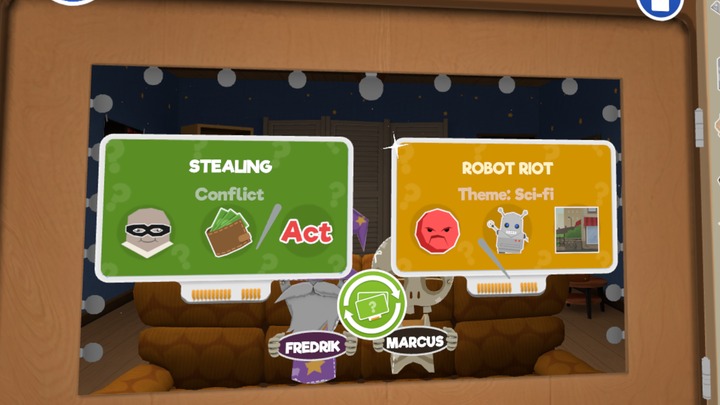 STEALING
Conflict
Act
ROBOT RIOT
Theme: Sci-fi
?
FREDRIK
MARCUS